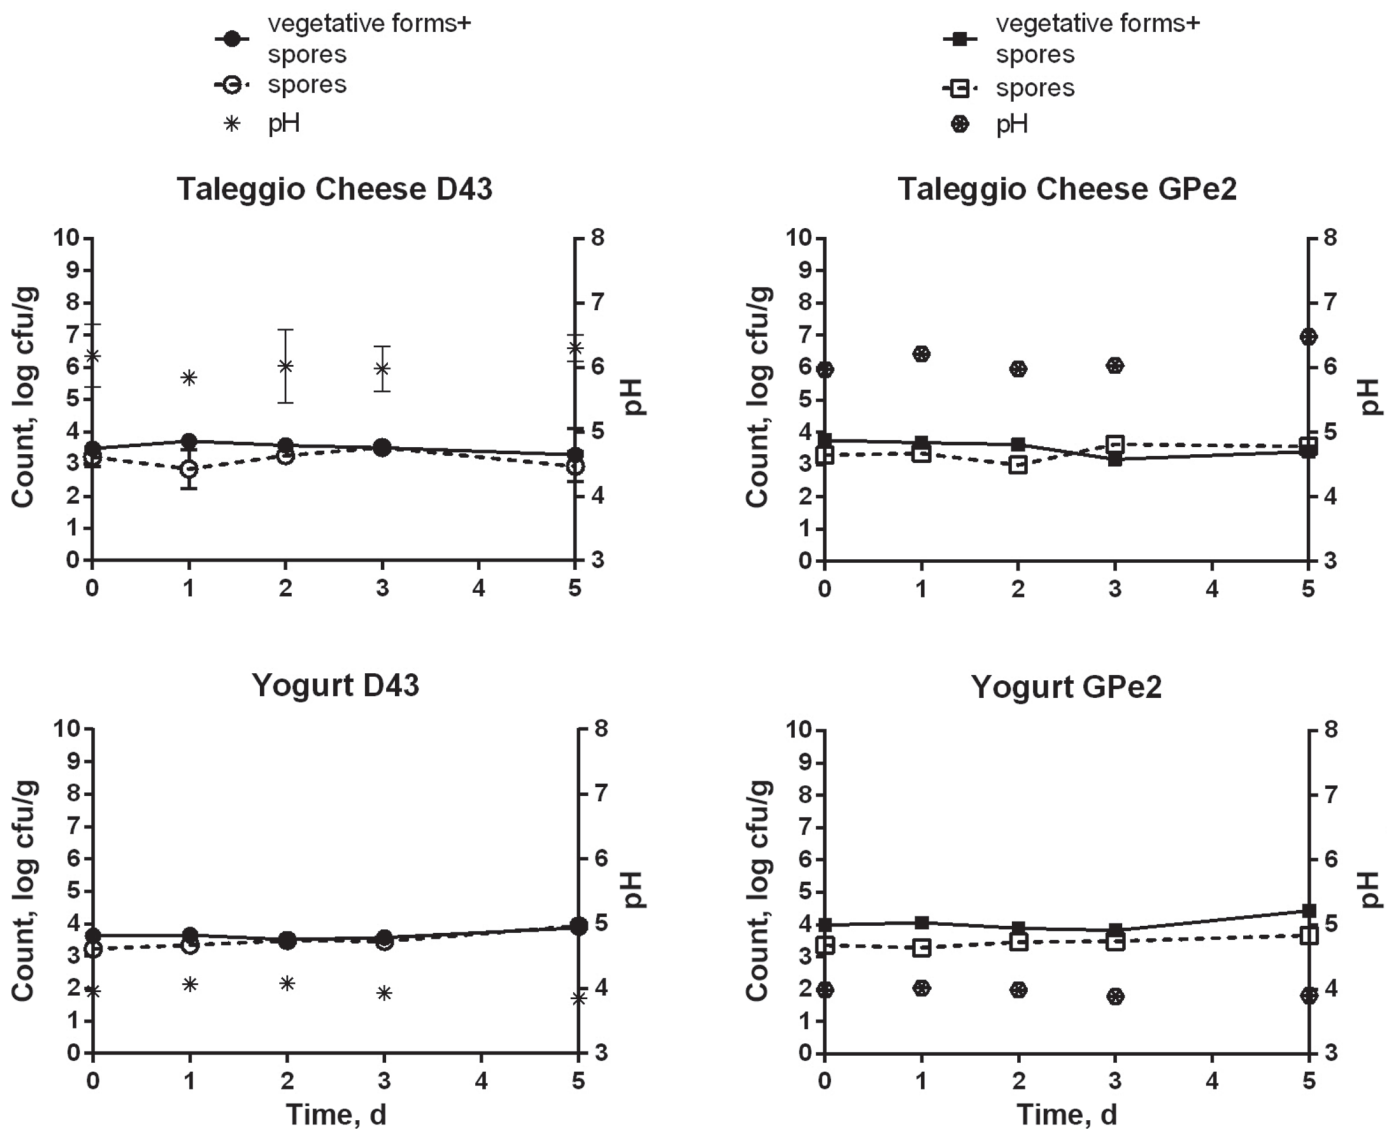 vegetative forms+
spores
spores
pH
vegetative forms+
spores
spores
pH
Taleggio Cheese D43
10
9
8
7
6
5
4
3
2
1
0
Count, log cfu/g
8
7
6
5
4
3
pH
0 1 2 3 4 5
Taleggio Cheese GPe2
10
9
8
7
6
5
4
3
2
1
0
Count, log cfu/g
8
7
6
5
4
3
pH
0 1 2 3 4 5
Yogurt D43
10
9
8
7
6
5
4
3
2
1
0
Count, log cfu/g
8
7
6
5
4
3
pH
0 1 2 3 4 5
Time, d
Yogurt GPe2
10
9
8
7
6
5
4
3
2
1
0
Count, log cfu/g
8
7
6
5
4
3
pH
0 1 2 3 4 5
Time, d